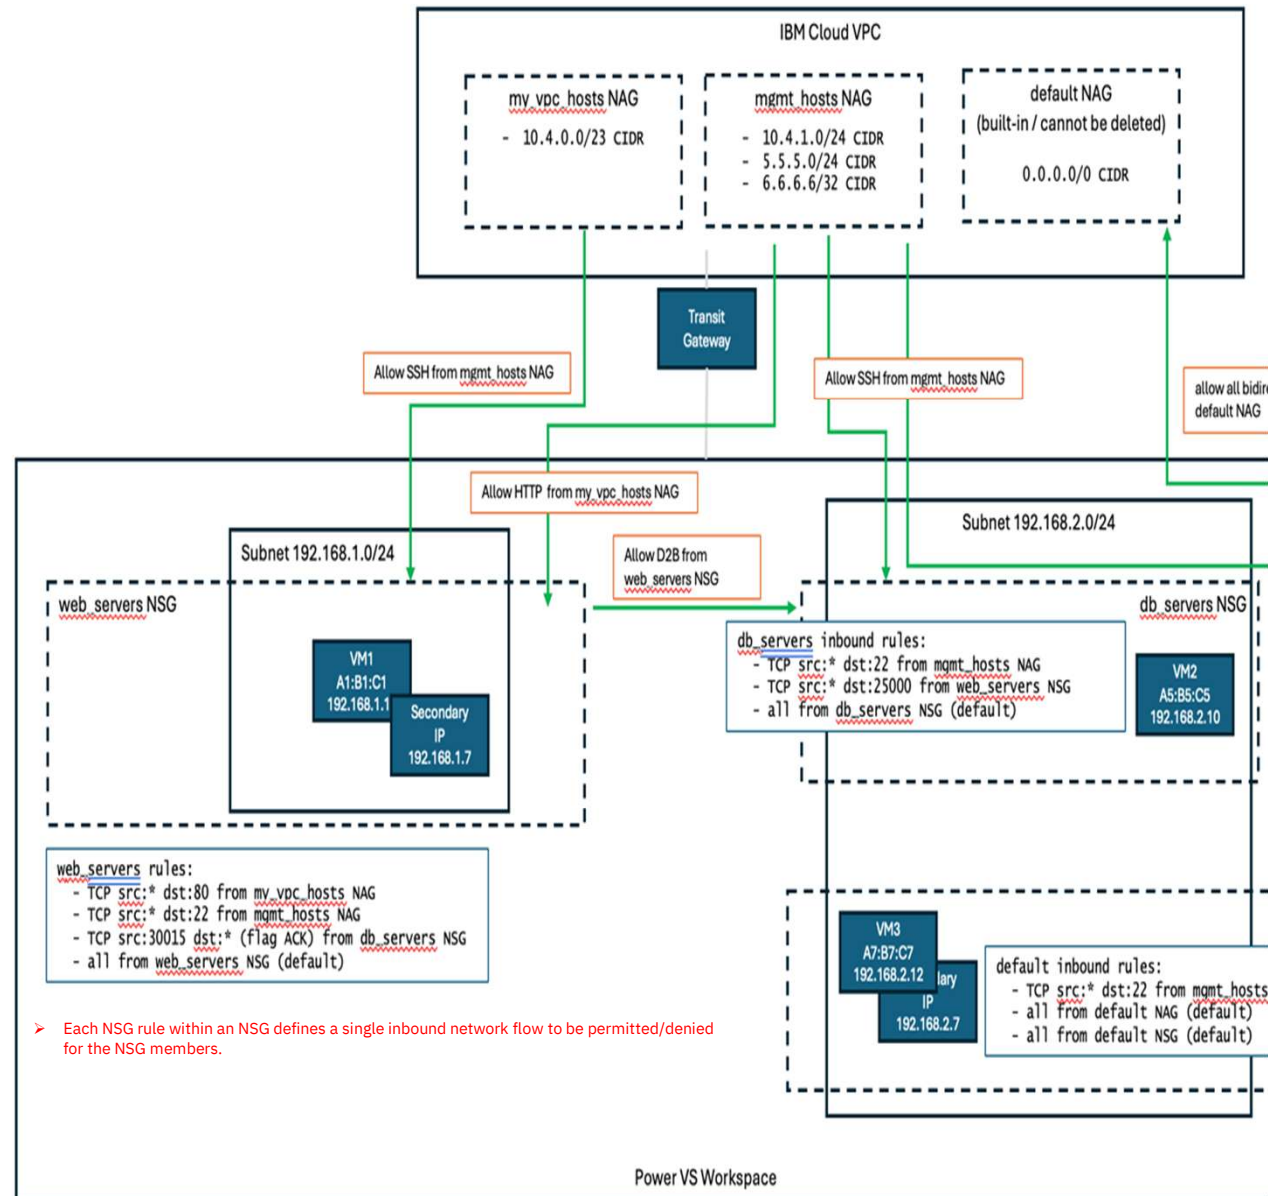 IBM Cloud VPC
my_vpc_hosts NAG
- 10.4.0.0/23 CIDR
mgmt_hosts NAG
- 10.4.1.0/24 CIDR
- 5.5.5.0/24 CIDR
- 6.6.6.6/32 CIDR
default NAG
(built-in / cannot be deleted)
0.0.0.0/0 CIDR
Transit
Gateway
Allow SSH from mgmt_hosts NAG
Allow SSH from mgmt_hosts NAG
allow all bidire
default NAG
Allow HTTP from my_vpc_hosts NAG
Allow D2B from
web_servers NSG
Subnet 192.168.1.0/24
web_servers NSG
VM1
A1:B1:C1
192.168.1.1
Secondary
IP
192.168.1.7
Subnet 192.168.2.0/24
db_servers NSG
db_servers inbound rules:
- TCP src:* dst:22 from mgmt_hosts NAG
- TCP src:* dst:25000 from web_servers NSG
- all from db_servers NSG (default)
VM2
A5:B5:C5
192.168.2.10
web_servers rules:
- TCP src:* dst:80 from my_vpc_hosts NAG
- TCP src:* dst:22 from mgmt_hosts NAG
- TCP src:30015 dst:* (flag ACK) from db_servers NSG
- all from web_servers NSG (default)
➢ Each NSG rule within an NSG defines a single inbound network flow to be permitted/denied
for the NSG members.
VM3
A7:B7:C7
192.168.2.12
lary
IP
192.168.2.7
default inbound rules:
- TCP src:* dst:22 from mgmt_hosts
- all from default NAG (default)
- all from default NSG (default)
Power VS Workspace